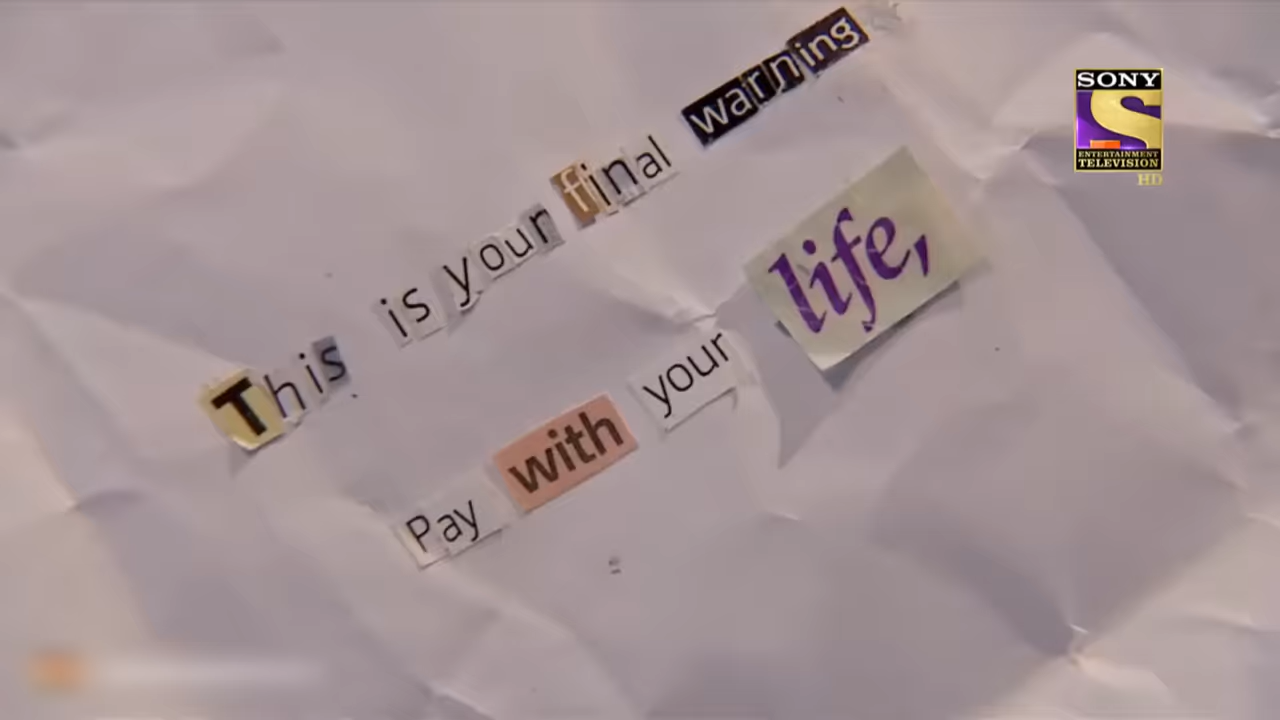 This is your final warning
Pay with your life,
SONY
ENTERTAINMENT
TELEVISION
HD